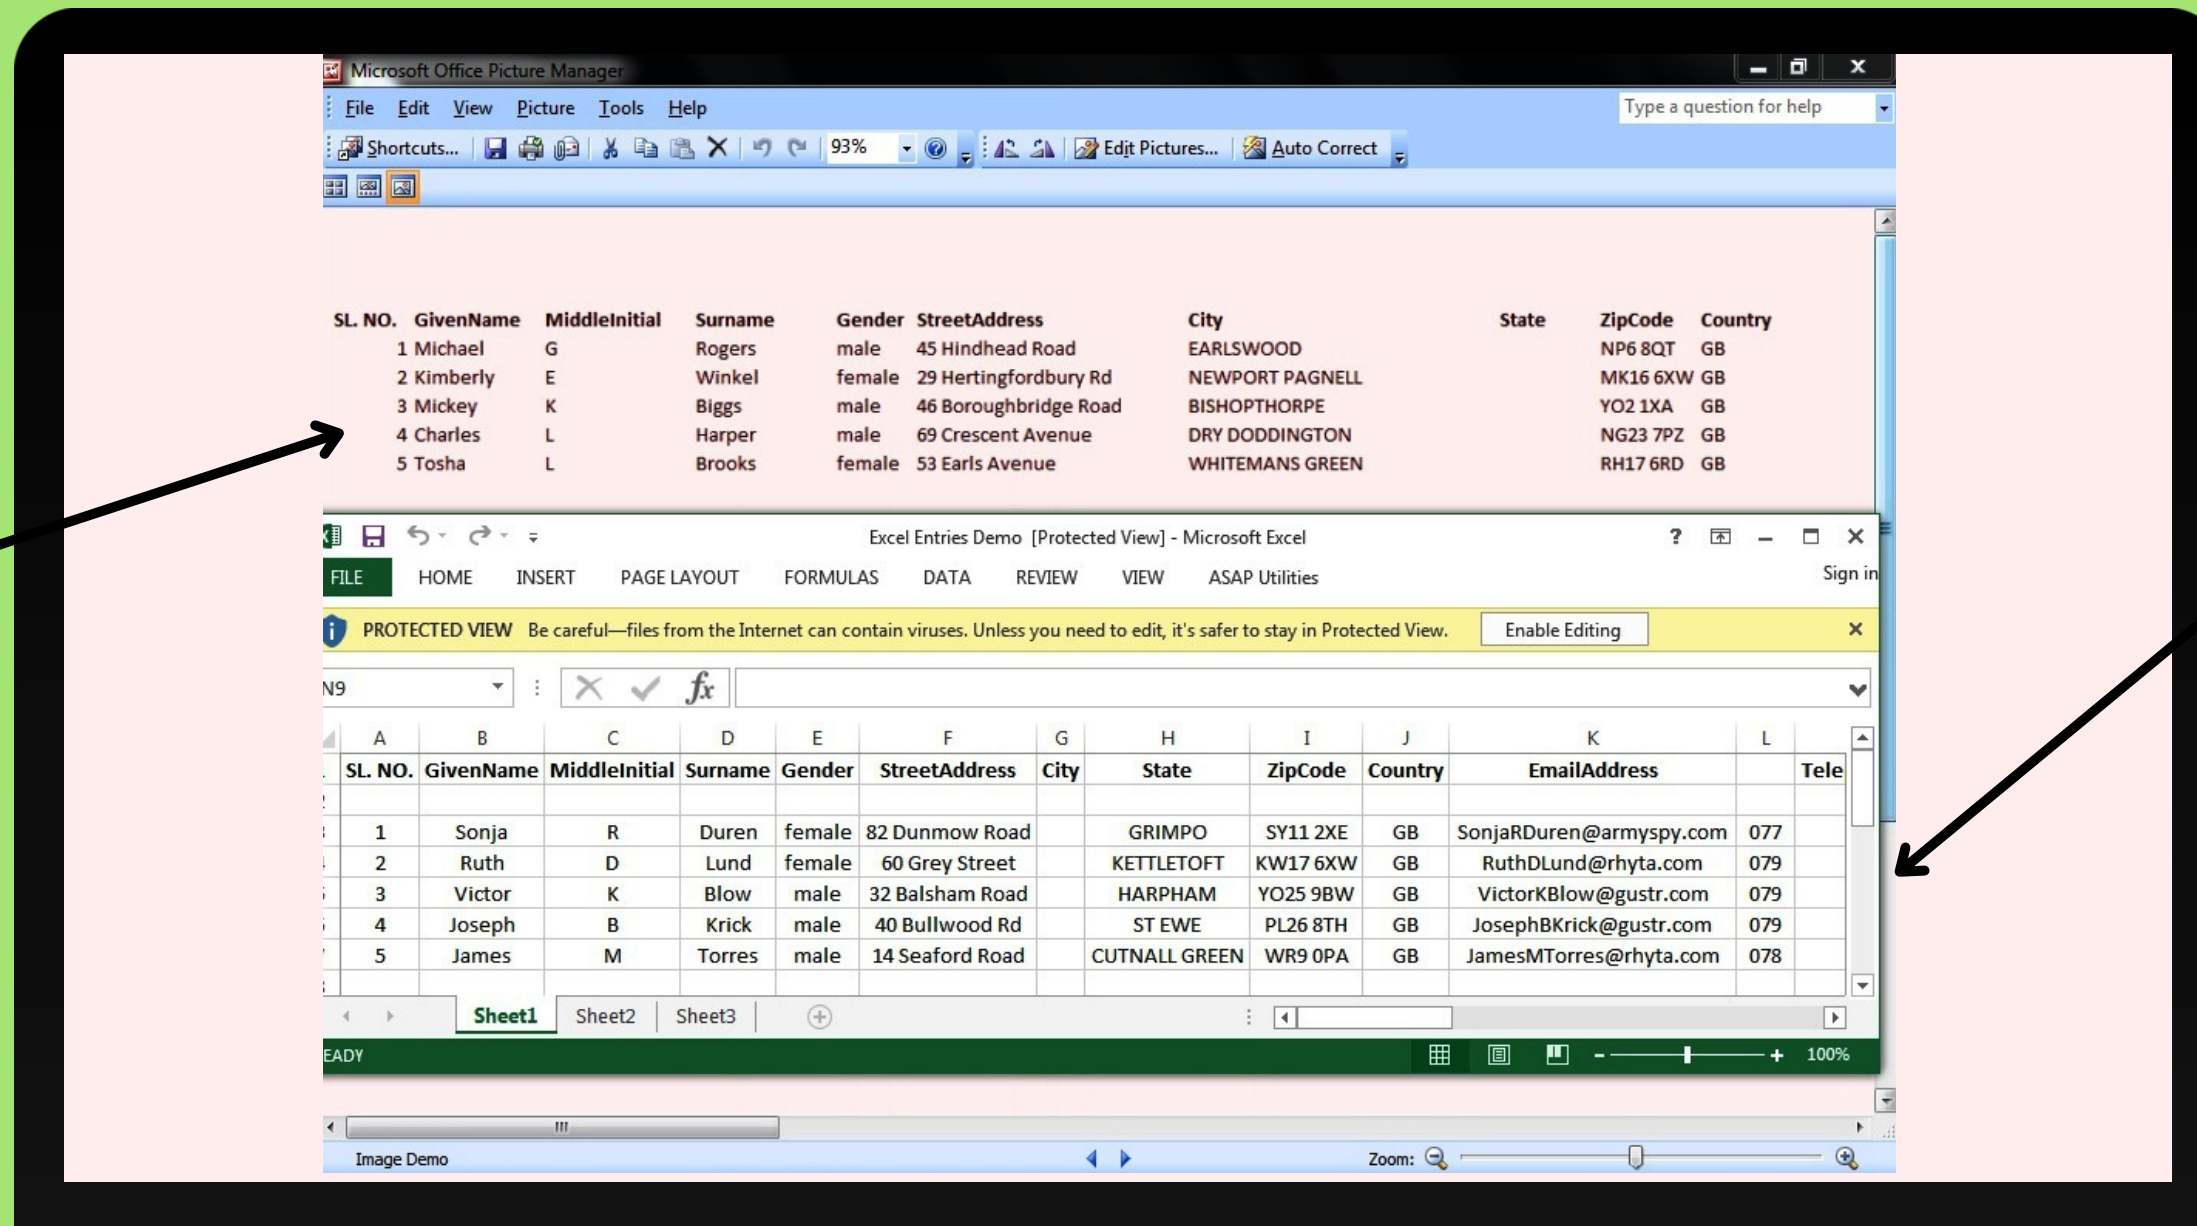 Microsoft Office Picture Manager
File Edit View Picture Tools Help Type a question for help
Shortcuts... 93% Edit Pictures... Auto Correct
SL. NO. GivenName MiddleInitial Surname Gender StreetAddress City State ZipCode Country
1 Michael G Rogers male 45 Hindhead Road EARLSWOOD NP6 8QT GB
2 Kimberly E Winkel female 29 Hertingfordbury Rd NEWPORT PAGNELL MK16 6XW GB
3 Mickey K Biggs male 46 Boroughbridge Road BISHOPTHORPE YO2 1XA GB
4 Charles L Harper male 69 Crescent Avenue DRY DODDINGTON NG23 7PZ GB
5 Tosha L Brooks female 53 Earls Avenue WHITEMANS GREEN RH17 6RD GB
Excel Entries Demo [Protected View] - Microsoft Excel
FILE HOME INSERT PAGE LAYOUT FORMULAS DATA REVIEW VIEW ASAP Utilities Sign in
PROTECTED VIEW Be careful—files from the Internet can contain viruses. Unless you need to edit, it's safer to stay in Protected View. Enable Editing
N9 fx
A B C D E F G H I J K L
SL. NO. GivenName MiddleInitial Surname Gender StreetAddress City State ZipCode Country EmailAddress Tele
1 Sonja R Duren female 82 Dunmow Road GRIMPO SY11 2XE GB SonjaRDuren@armyspy.com 077
2 Ruth D Lund female 60 Grey Street KETTLETOFT KW17 6XW GB RuthDLund@rhyta.com 079
3 Victor K Blow male 32 Balsham Road HARPHAM YO25 9BW GB VictorKBlow@gustr.com 079
4 Joseph B Krick male 40 Bullwood Rd ST EWE PL26 8TH GB JosephBKrick@gustr.com 079
5 James M Torres male 14 Seaford Road CUTNALL GREEN WR9 0PA GB JamesMTorres@rhyta.com 078
Sheet1 Sheet2 Sheet3
EADY 100%
Image Demo Zoom: